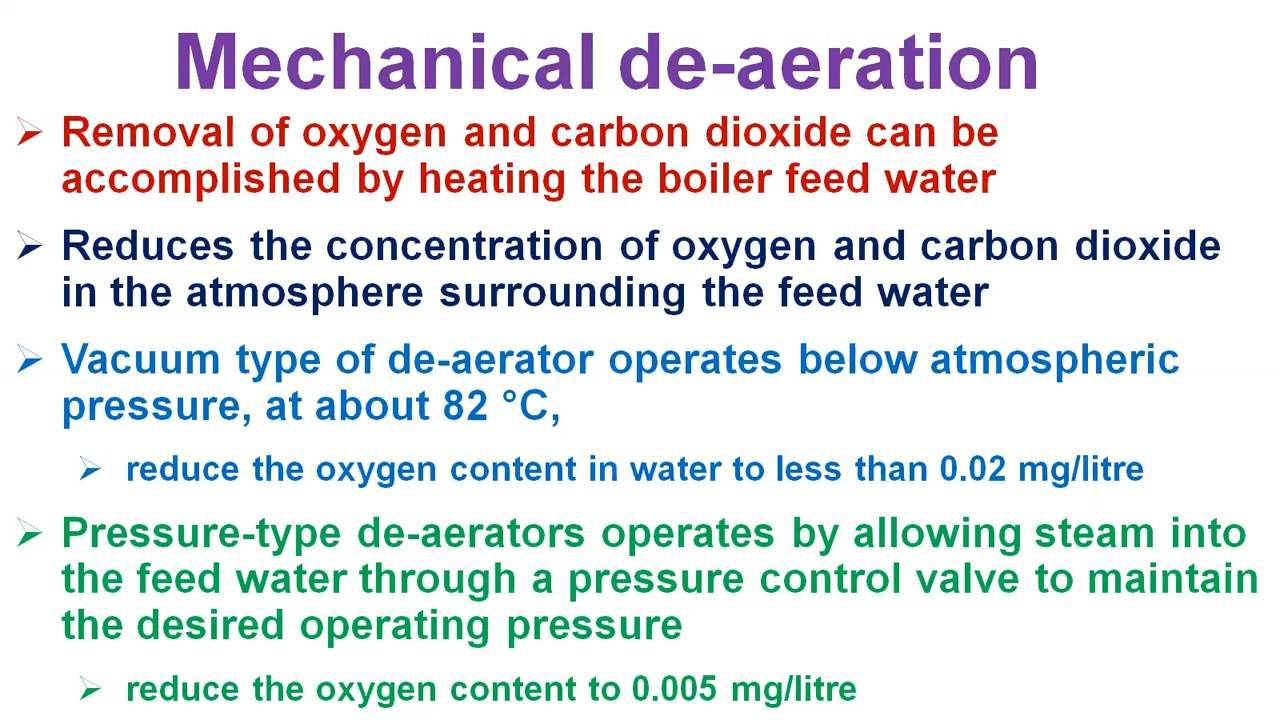 Mechanical de-aeration
➢ Removal of oxygen and carbon dioxide can be
accomplished by heating the boiler feed water
➢ Reduces the concentration of oxygen and carbon dioxide
in the atmosphere surrounding the feed water
➢ Vacuum type of de-aerator operates below atmospheric
pressure, at about 82 °C,
➢ reduce the oxygen content in water to less than 0.02 mg/litre
➢ Pressure-type de-aerators operates by allowing steam into
the feed water through a pressure control valve to maintain
the desired operating pressure
➢ reduce the oxygen content to 0.005 mg/litre